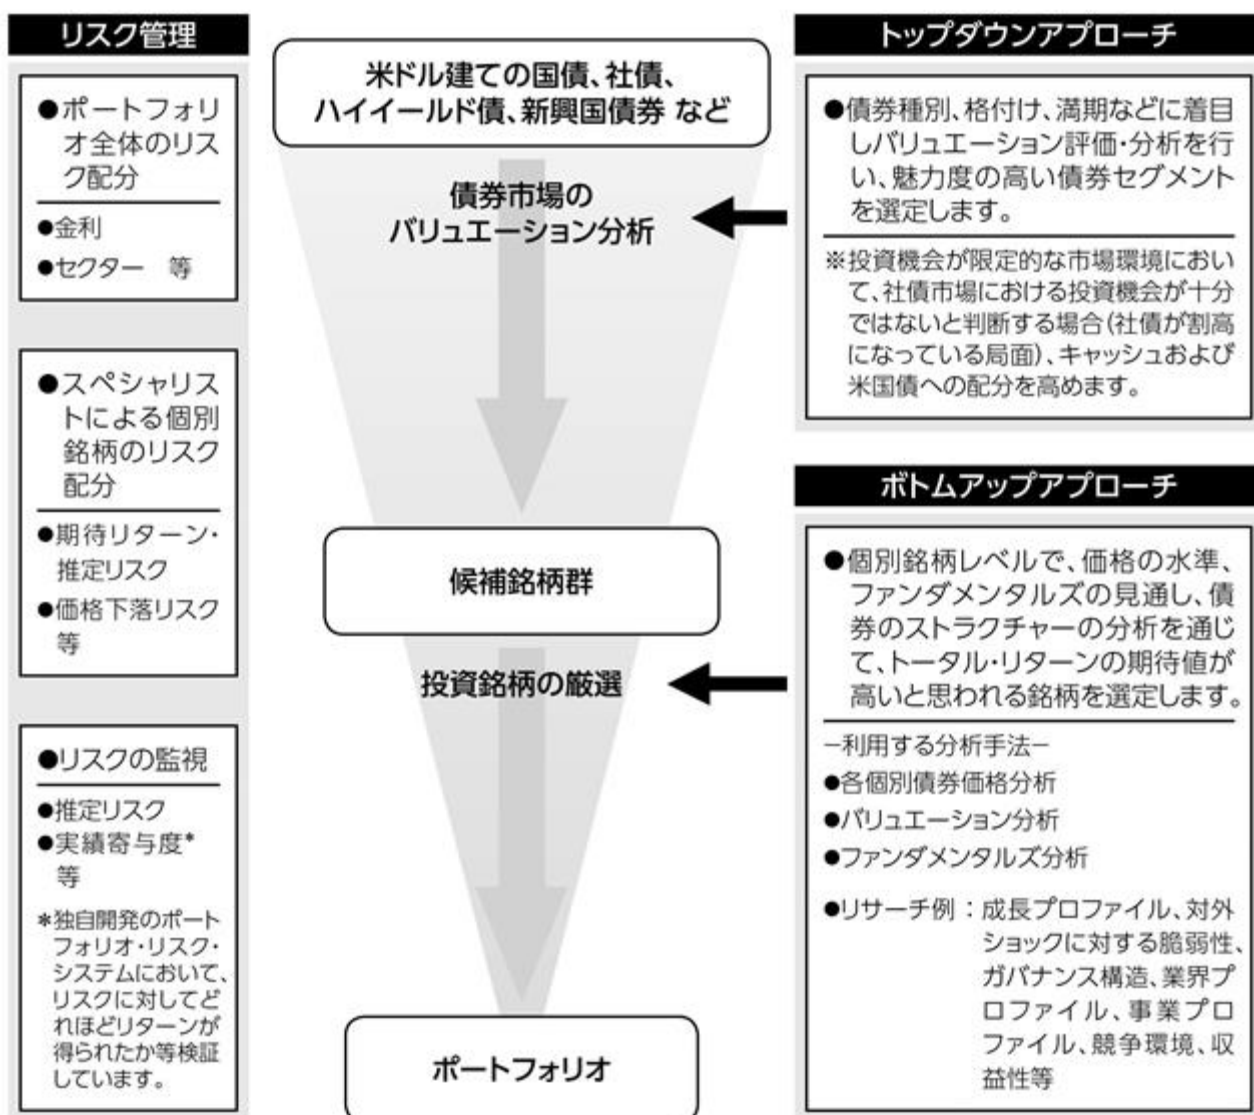 リスク管理
●ポートフォリ
オ全体のリス
ク配分
●金利
●セクター 等
●スペシャリス
トによる個別
銘柄のリスク
配分
●期待リターン・
推定リスク
●価格下落リスク
等
●リスクの監視
●推定リスク
●実績寄与度*
等
*独自開発のポート
フォリオ・リスク・
システムにおいて、
リスクに対してど
れほどリターンが
得られたか等検証
しています。
米ドル建ての国債、社債、
ハイイールド債、新興国債券 など
債券市場の
バリュエーション分析
候補銘柄群
投資銘柄の厳選
ポートフォリオ
トップダウンアプローチ
●債券種別、格付け、満期などに着目
しバリュエーション評価・分析を行
い、魅力度の高い債券セグメント
を選定します。
※投資機会が限定的な市場環境におい
て、社債市場における投資機会が十分
ではないと判断する場合(社債が割高
になっている局面)、キャッシュおよび
米国債への配分を高めます。
ボトムアップアプローチ
●個別銘柄レベルで、価格の水準、
ファンダメンタルズの見通し、債
券のストラクチャーの分析を通じ
て、トータル・リターンの期待値が
高いと思われる銘柄を選定します。
−利用する分析手法−
●各個別債券価格分析
●バリュエーション分析
●ファンダメンタルズ分析
●リサーチ例：成長プロファイル、対外
ショックに対する脆弱性、
ガバナンス構造、業界プ
ロファイル、事業プロ
ファイル、競争環境、収
益性等